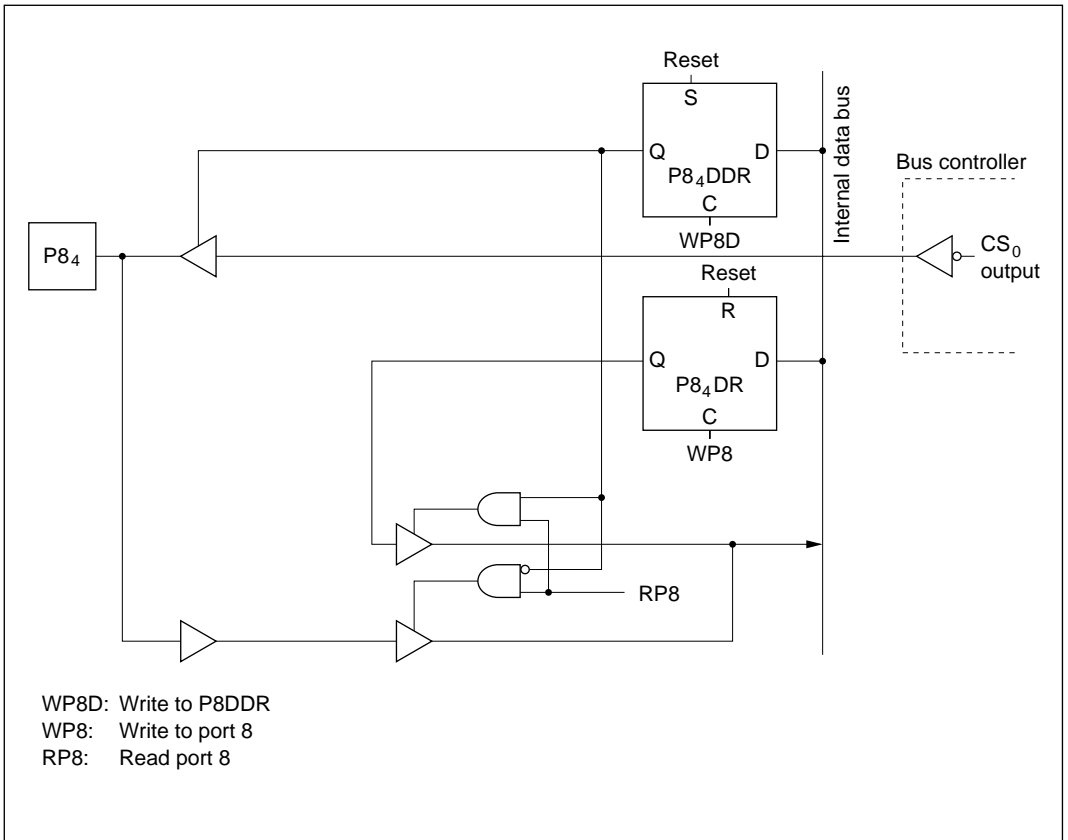 Reset
S
Q
D
P8₄DDR
C
WP8D
Internal data bus
Bus controller
CS₀
output
P8₄
Reset
R
Q
D
P8₄DR
C
WP8
RP8
WP8D: Write to P8DDR
WP8: Write to port 8
RP8: Read port 8